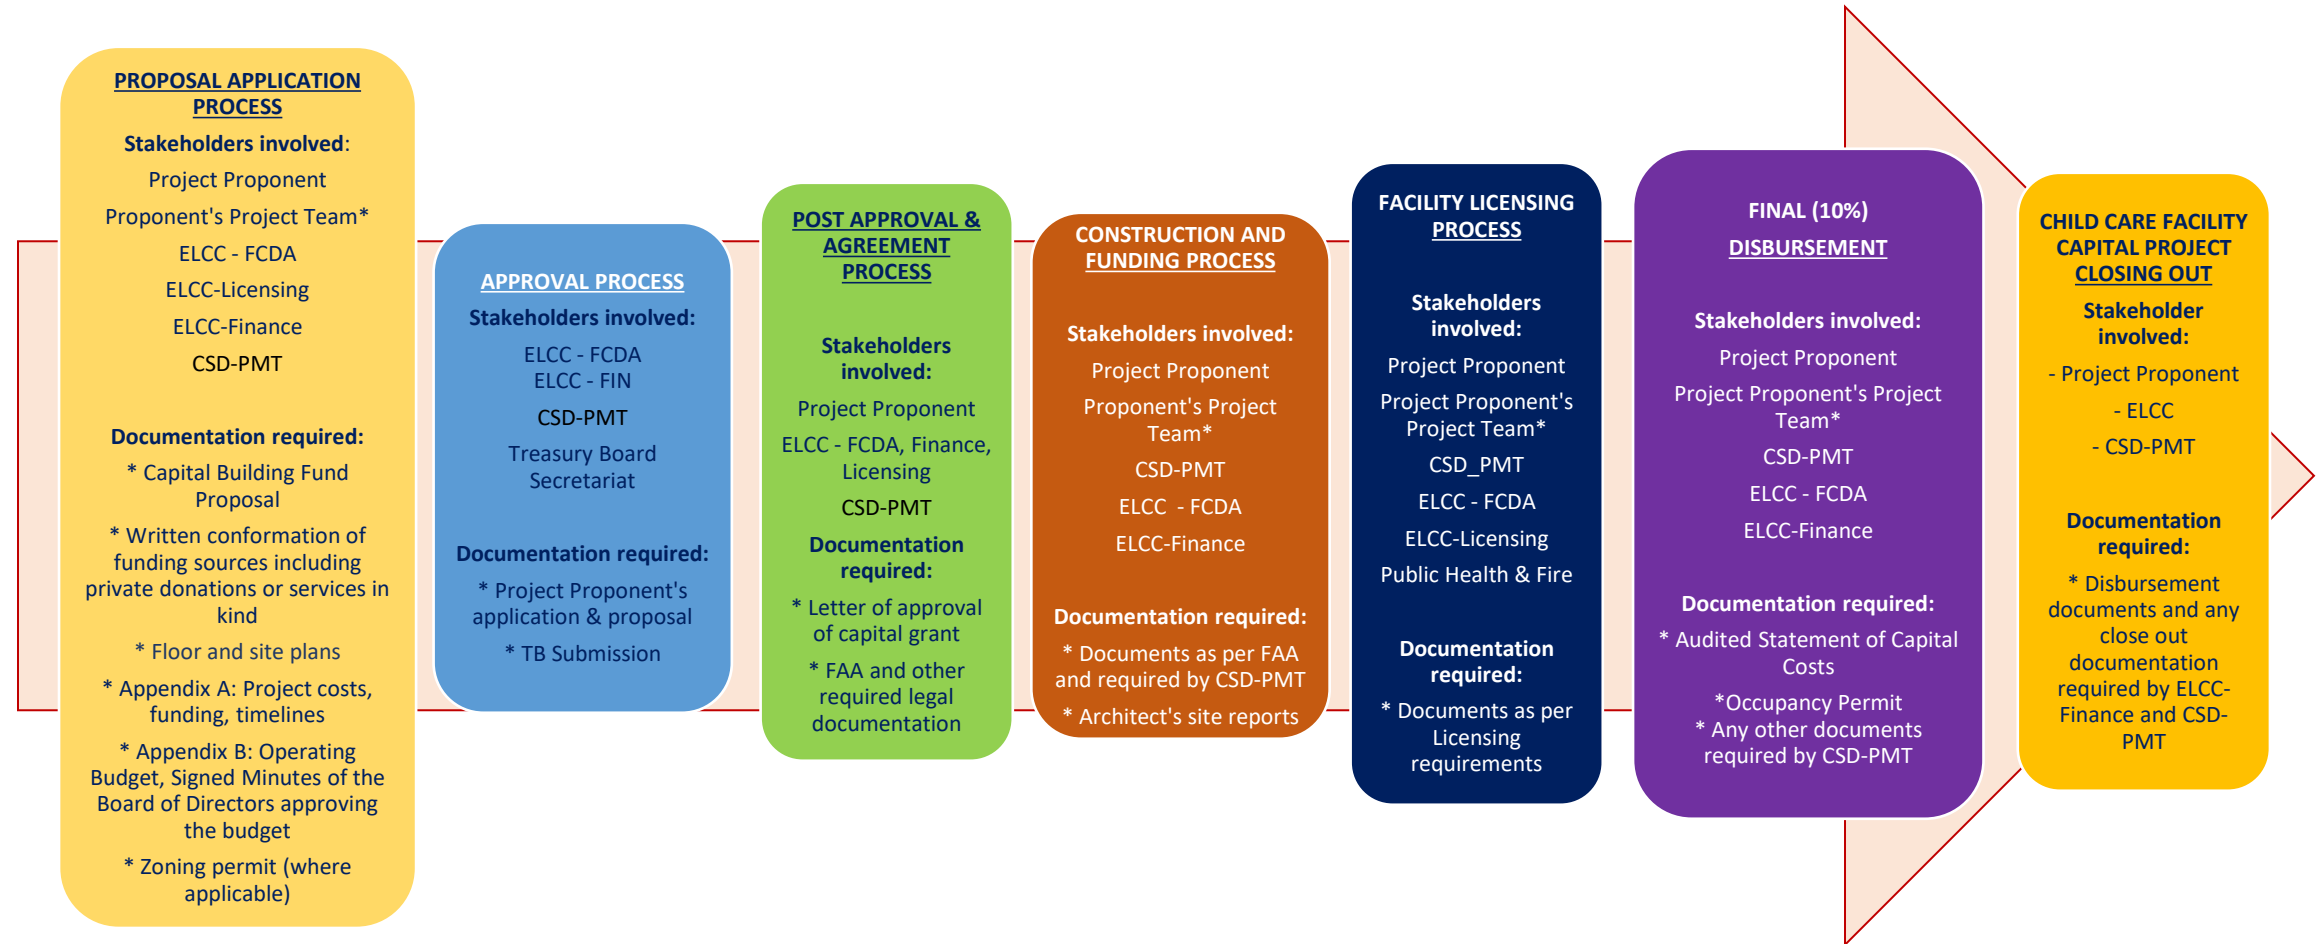 PROPOSAL APPLICATION
PROCESS
Stakeholders involved:
Project Proponent
Proponent's Project Team*
ELCC - FCDA
ELCC-Licensing
ELCC-Finance
CSD-PMT
Documentation required:
* Capital Building Fund
Proposal
* Written conformation of
funding sources including
private donations or services in
kind
* Floor and site plans
* Appendix A: Project costs,
funding, timelines
* Appendix B: Operating
Budget, Signed Minutes of the
Board of Directors approving
the budget
* Zoning permit (where
applicable)
APPROVAL PROCESS
Stakeholders involved:
ELCC - FCDA
ELCC - FIN
CSD-PMT
Treasury Board
Secretariat
Documentation required:
* Project Proponent's
application & proposal
* TB Submission
POST APPROVAL &
AGREEMENT
PROCESS
Stakeholders
involved:
Project Proponent
ELCC - FCDA, Finance,
Licensing
CSD-PMT
Documentation
required:
* Letter of approval
of capital grant
* FAA and other
required legal
documentation
CONSTRUCTION AND
FUNDING PROCESS
Stakeholders involved:
Project Proponent
Proponent's Project
Team*
CSD-PMT
ELCC - FCDA
ELCC-Finance
Documentation required:
* Documents as per FAA
and required by CSD-PMT
* Architect's site reports
FACILITY LICENSING
PROCESS
Stakeholders
involved:
Project Proponent
Project Proponent's
Project Team*
CSD_PMT
ELCC - FCDA
ELCC-Licensing
Public Health & Fire
Documentation
required:
* Documents as per
Licensing
requirements
FINAL (10%)
DISBURSEMENT
Stakeholders involved:
Project Proponent
Project Proponent's Project
Team*
CSD-PMT
ELCC - FCDA
ELCC-Finance
Documentation required:
* Audited Statement of Capital
Costs
*Occupancy Permit
* Any other documents
required by CSD-PMT
CHILD CARE FACILITY
CAPITAL PROJECT
CLOSING OUT
Stakeholder
involved:
- Project Proponent
- ELCC
- CSD-PMT
Documentation
required:
* Disbursement
documents and any
close out
documentation
required by ELCC-
Finance and CSD-
PMT